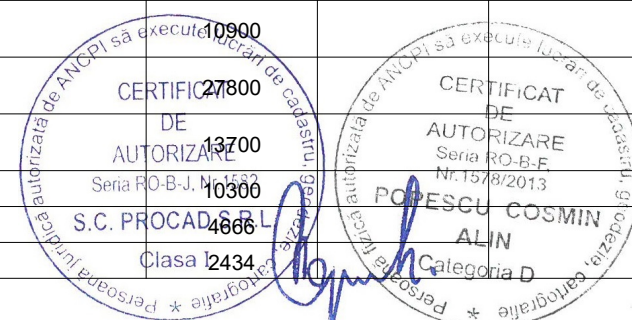 10900
27800
13700
10300
4666
2434
Persoana juridică autorizată de ANCPI să execute lucrări de cadastru, geodezie, cartografie *
CERTIFICAT
DE
AUTORIZARE
Seria RO-B-J, Nr.
S.C. PROCAD S.R.L
Clasa I
Persoană fizică autorizată de ANCPI să execute lucrări de cadastru, geodezie, cartografie *
CERTIFICAT
DE
AUTORIZARE
Seria RO-B-F,
Nr.1578/2013
POPESCU COSMIN
ALIN
Categoria D